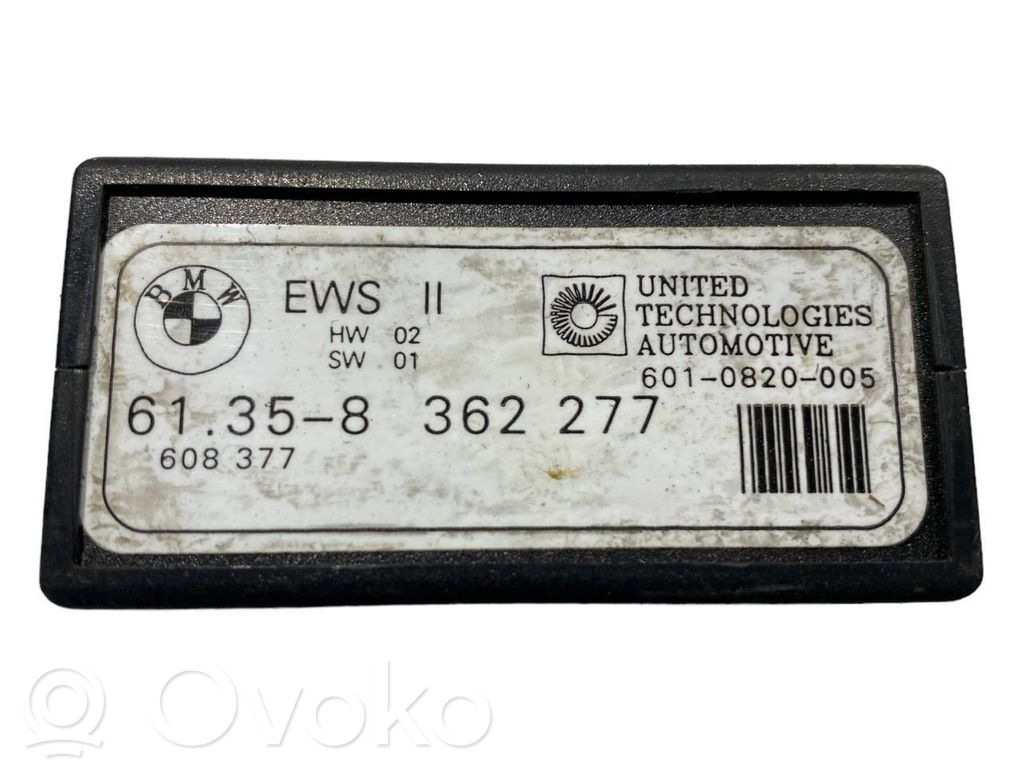 BMW
EWS II
HW 02
SW 01
UNITED
TECHNOLOGIES
AUTOMOTIVE
601-0820-005
61.35-8 362 277
608 377
Ovoko